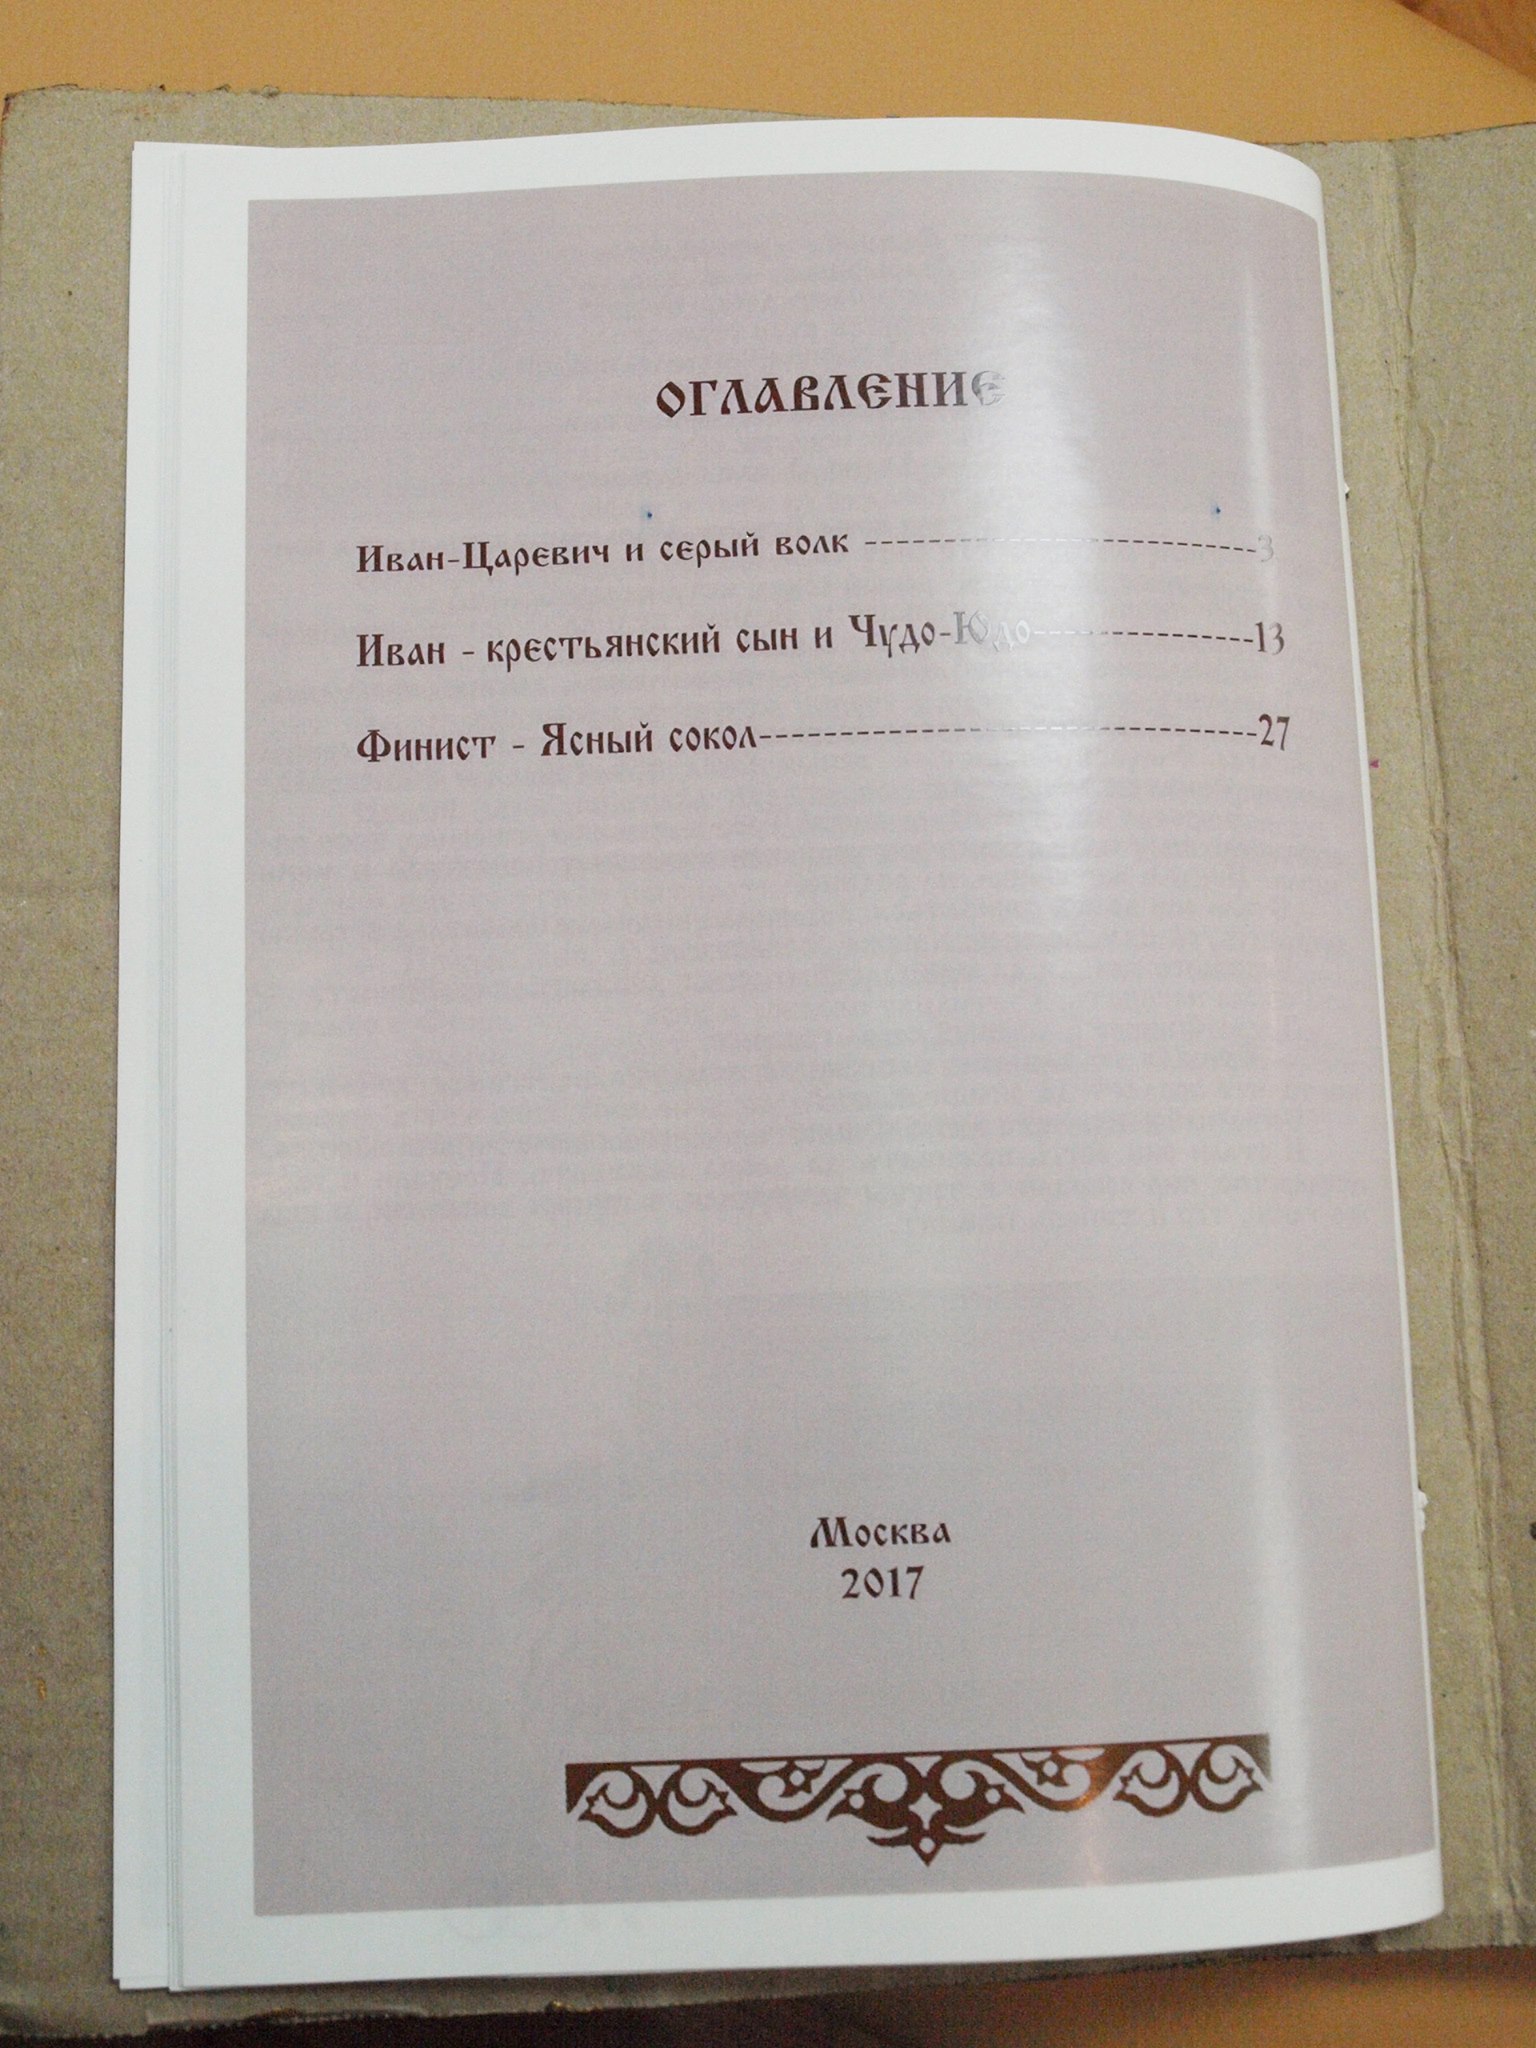 ОГЛАВЛЕНИЕ
Иван-Царевич и серый волк ------------------------3
Иван - крестьянский сын и Чудо-Юдо--------------13
Финист - Ясный сокол-------------------------------27
Москва
2017